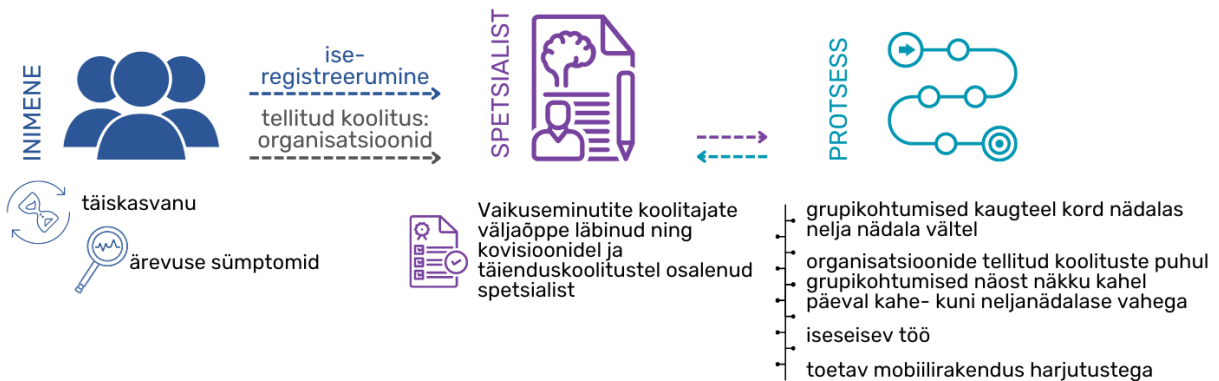 INIMENE
ise-
registreerumine
tellitud koolitus:
organisatsioonid
täiskasvanu
ärevuse sümptomid
SPETSIALIST
Vaikuseminutite koolitajate
väljaõppe läbinud ning
kovisioonidel ja
täienduskoolitustel osalenud
spetsialist
PROTSESS
grupikohtumised kaugteel kord nädalas
nelja nädala vältel
organisatsioonide tellitud koolituste puhul
grupikohtumised näost näkku kahel
päeval kahe- kuni neljanädalase vahega
iseseisev töö
toetav mobiilirakendus harjutustega